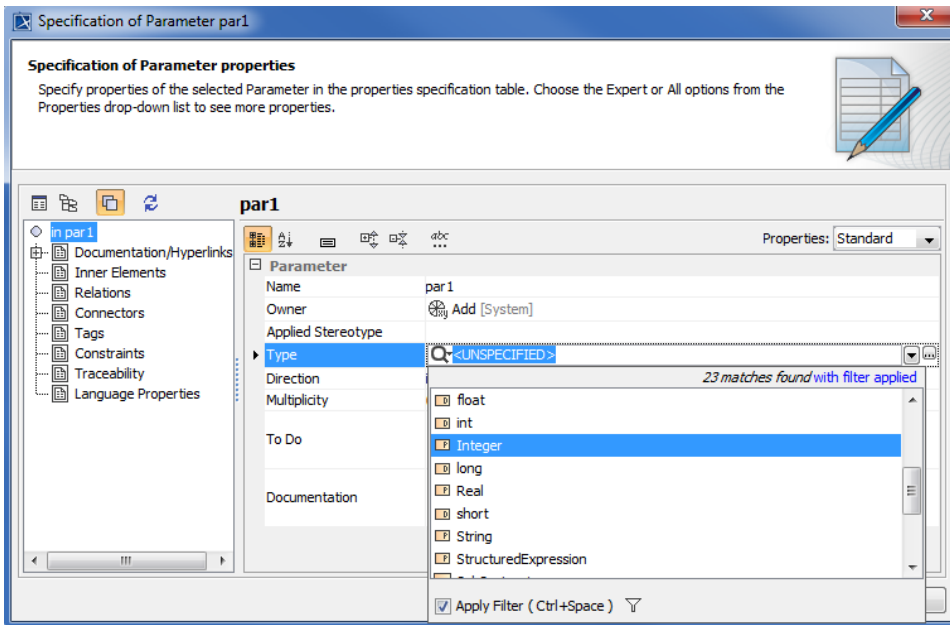 Specification of Parameter par1
x
Specification of Parameter properties
Specify properties of the selected Parameter in the properties specification table. Choose the Expert or All options from the
Properties drop-down list to see more properties.
par1
in par1
Documentation/Hyperlinks
Inner Elements
Relations
Connectors
Tags
Constraints
Traceability
Language Properties
abc
Properties: Standard
Parameter
Name par1
Owner Add [System]
Applied Stereotype
Type <UNSPECIFIED>
Direction
Multiplicity
To Do
Documentation
23 matches found with filter applied
float
int
Integer
long
Real
short
String
StructuredExpression
Apply Filter ( Ctrl+Space )